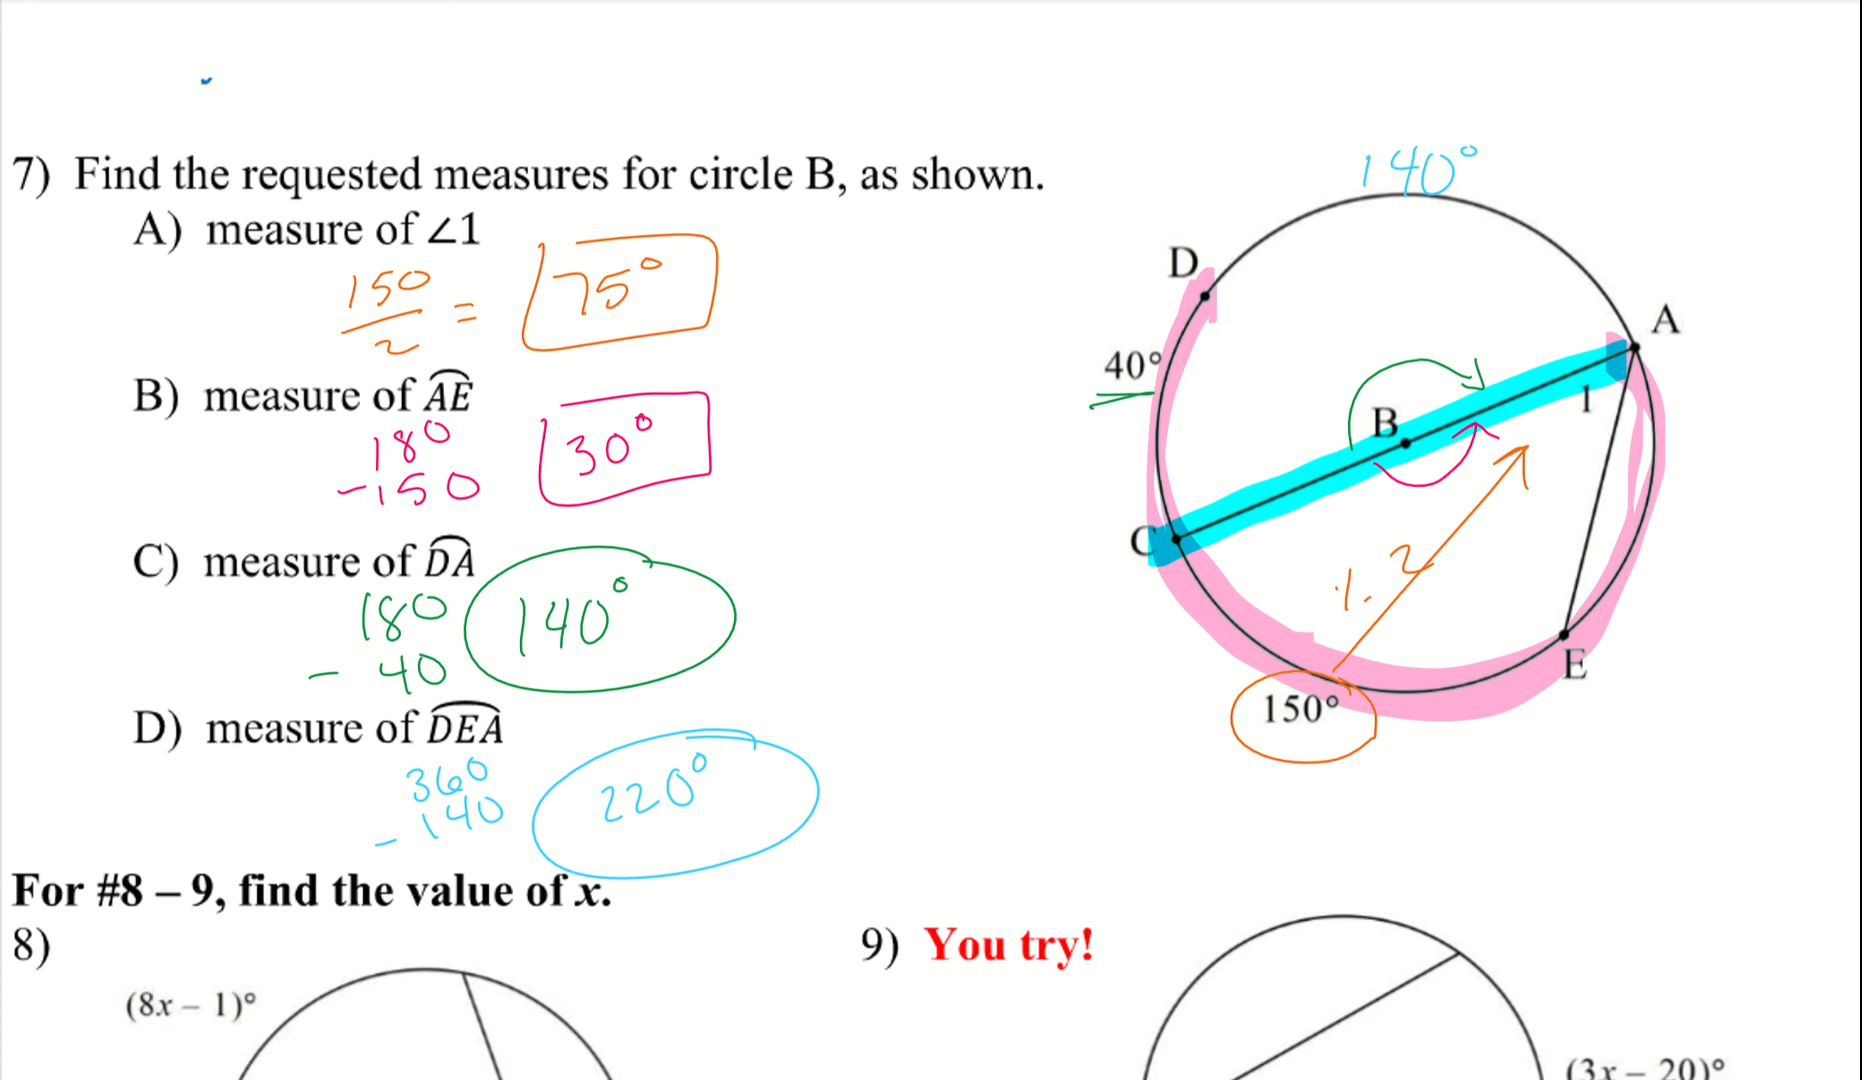 7) Find the requested measures for circle B, as shown.
A) measure of ∠1
150
2
= 75°
B) measure of AE
180
-150
30°
C) measure of DA
180
- 40
140°
D) measure of DEA
360
- 140
220°
140°
D
A
40°
1
B
C
÷ 2
E
150°
For #8 – 9, find the value of x.
8)
(8x – 1)°
9) You try!
(3x – 20)°